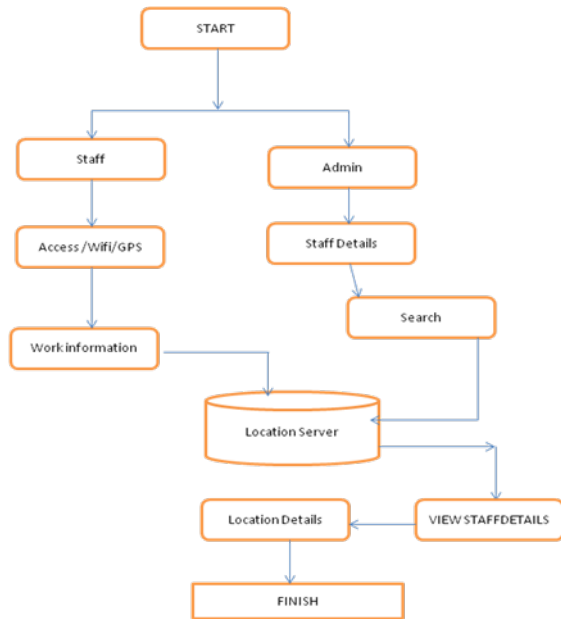 START
Staff
Admin
Access /Wifi/GPS
Staff Details
Search
Work information
Location Server
Location Details
VIEW STAFFDETAILS
FINISH